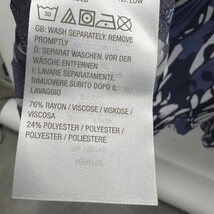 30
LOW
GB: WASH SEPARATELY. REMOVE
PROMPTLY
D: SEPARAT WASCHEN. VOR DER
WÄSCHE ENTFERNEN
I: LAVARE SEPARATAMENTE.
RIMUOVERE SUBITO DOPO IL
LAVAGGIO
76% RAYON / VISCOSE / VISKOSE /
VISCOSA
24% POLYESTER / POLYESTER /
POLYESTER / POLIESTERE